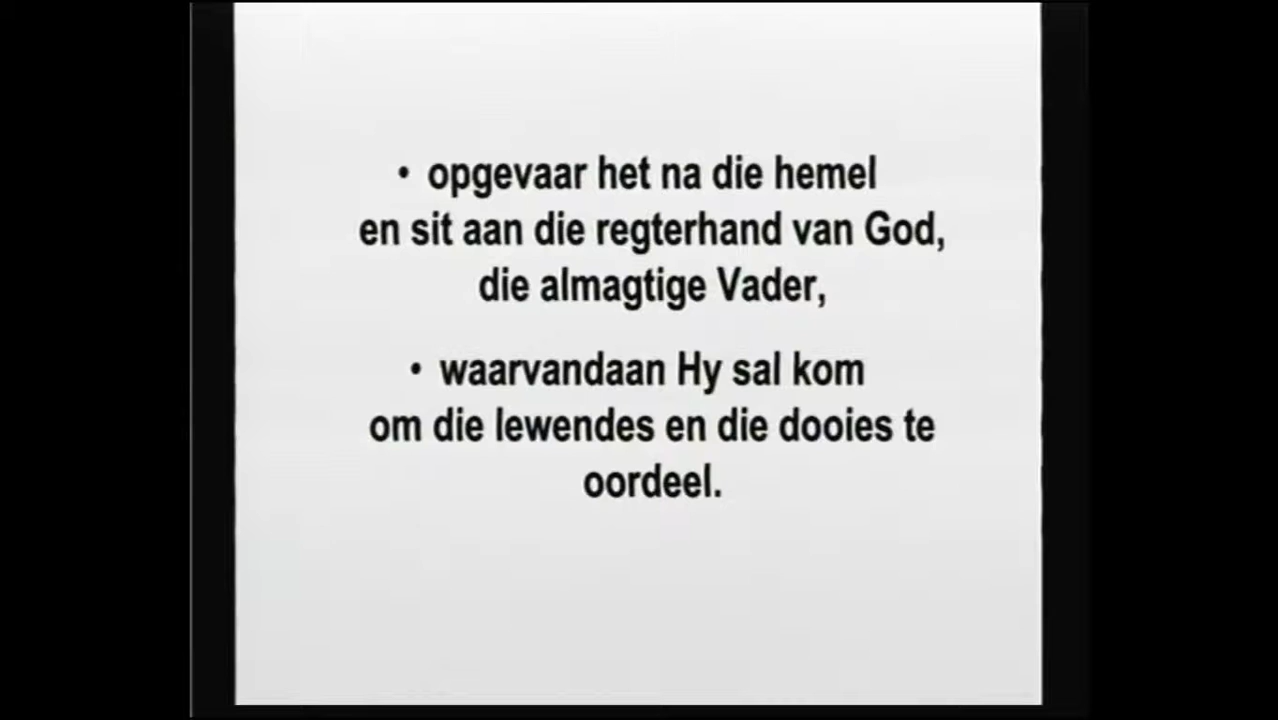 • opgevaar het na die hemel
en sit aan die regterhand van God,
die almagtige Vader,
• waarvandaan Hy sal kom
om die lewendes en die dooies te
oordeel.